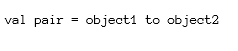 val pair = object1 to object2